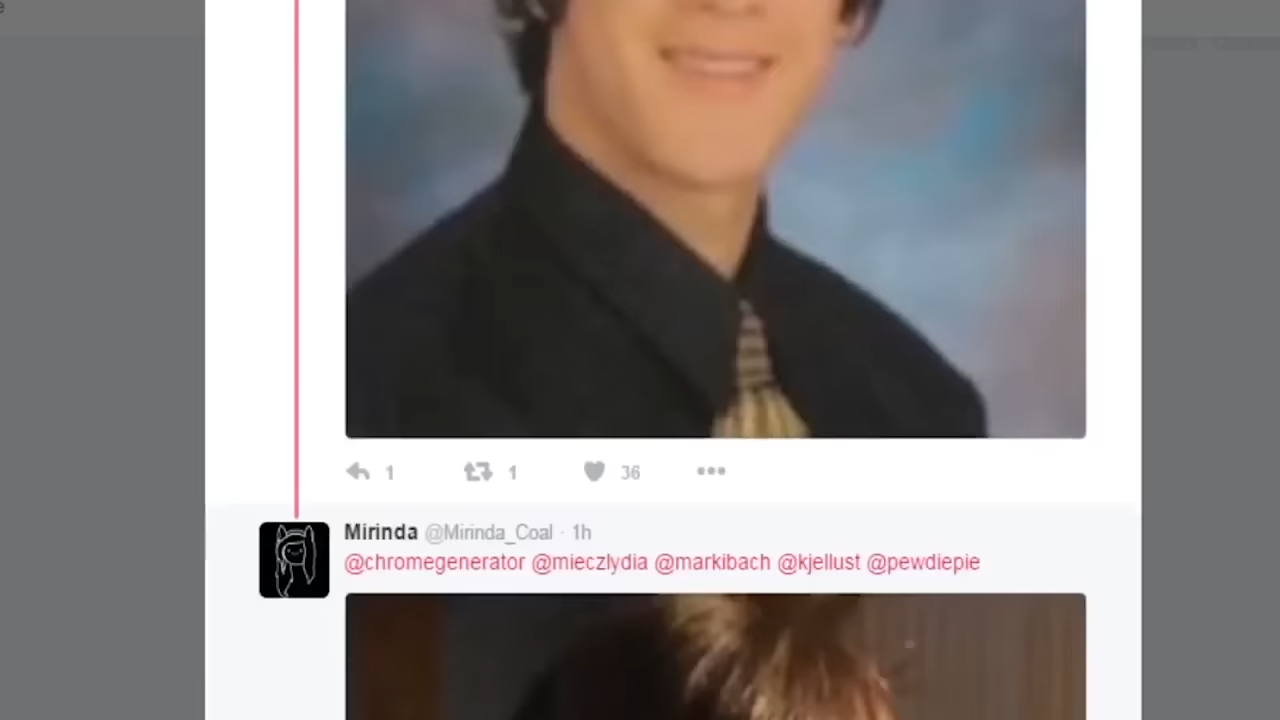 1 1 36
Mirinda @Mirinda_Coal · 1h
@chromegenerator @mieczlydia @markibach @kjellust @pewdiepie